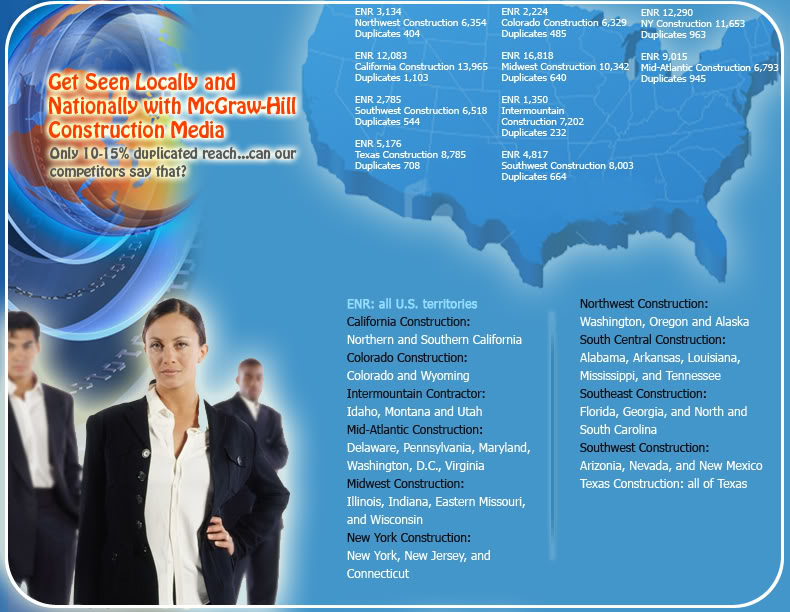 Get Seen Locally and
Nationally with McGraw-Hill
Construction Media
Only 10-15% duplicated reach...can our
competitors say that?
ENR 3,134
Northwest Construction 6,354
Duplicates 404
ENR 12,083
California Construction 13,965
Duplicates 1,103
ENR 2,785
Southwest Construction 6,518
Duplicates 544
ENR 5,176
Texas Construction 8,785
Duplicates 708
ENR 2,224
Colorado Construction 6,329
Duplicates 485
ENR 16,818
Midwest Construction 10,342
Duplicates 640
ENR 1,350
Intermountain
Construction 7,202
Duplicates 232
ENR 4,817
Southwest Construction 8,003
Duplicates 664
ENR 12,290
NY Construction 11,653
Duplicates 963
ENR 9,015
Mid-Atlantic Construction 6,793
Duplicates 945
ENR: all U.S. territories
California Construction:
Northern and Southern California
Colorado Construction:
Colorado and Wyoming
Intermountain Contractor:
Idaho, Montana and Utah
Mid-Atlantic Construction:
Delaware, Pennsylvania, Maryland,
Washington, D.C., Virginia
Midwest Construction:
Illinois, Indiana, Eastern Missouri,
and Wisconsin
New York Construction:
New York, New Jersey, and
Connecticut
Northwest Construction:
Washington, Oregon and Alaska
South Central Construction:
Alabama, Arkansas, Louisiana,
Mississippi, and Tennessee
Southeast Construction:
Florida, Georgia, and North and
South Carolina
Southwest Construction:
Arizonia, Nevada, and New Mexico
Texas Construction: all of Texas